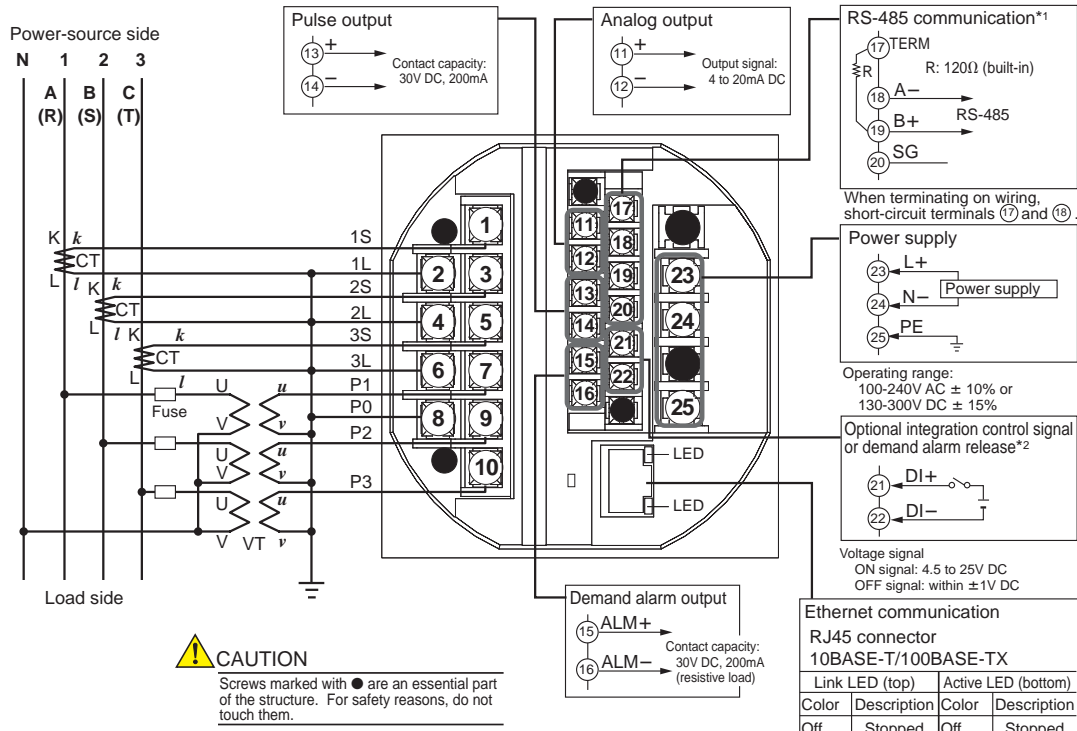 Power-source side
N 1 2 3
A B C
(R) (S) (T)
Pulse output
13 +
14 −
Contact capacity:
30V DC, 200mA
Analog output
11 +
12 −
Output signal:
4 to 20mA DC
RS-485 communication*1
17 TERM
R
R: 120Ω (built-in)
18 A−
19 B+
RS-485
20 SG
When terminating on wiring,
short-circuit terminals 17 and 18 .
Power supply
23 L+
24 N−
Power supply
25 PE
Operating range:
100-240V AC ± 10% or
130-300V DC ± 15%
Optional integration control signal
or demand alarm release*2
21 DI+
22 DI−
Voltage signal
ON signal: 4.5 to 25V DC
OFF signal: within ±1V DC
K k
CT
L l
K k
CT
L l
K k
CT
L l
Fuse
U u
V v
U u
V v
U u
V VT v
1S
1L
2S
2L
3S
3L
P1
P0
P2
P3
1
2 3
4 5
6 7
8 9
10
11
12
13
14
15
16
17
18
19
20
21
22
23
24
25
LED
LED
Load side
Demand alarm output
15 ALM+
16 ALM−
Contact capacity:
30V DC, 200mA
(resistive load)
Ethernet communication
RJ45 connector
10BASE-T/100BASE-TX
Link LED (top) Active LED (bottom)
Color Description Color Description
Off Stopped Off Stopped
! CAUTION
Screws marked with ● are an essential part
of the structure. For safety reasons, do not
touch them.